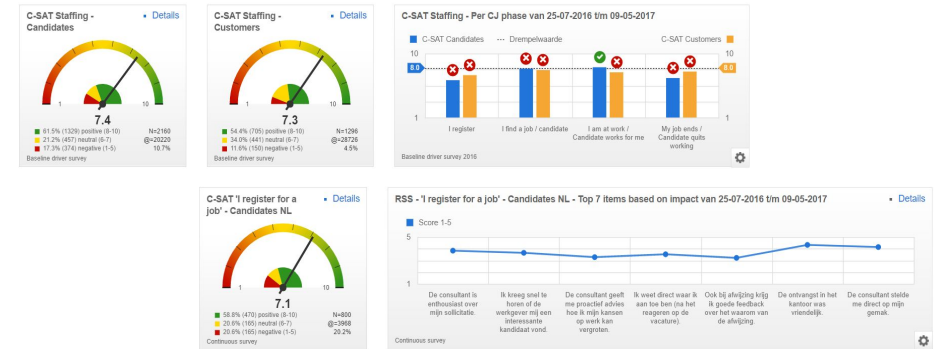 C-SAT Staffing - Candidates
Details
1
10
7.4
61.5% (1329) positive (8-10) N=2160
21.2% (457) neutral (6-7) @=20220
17.3% (374) negative (1-5) 10.7%
Baseline driver survey
C-SAT Staffing - Customers
Details
1
10
7.3
54.4% (705) positive (8-10) N=1296
34.0% (441) neutral (6-7) @=28726
11.6% (150) negative (1-5) 4.5%
Baseline driver survey
C-SAT Staffing - Per CJ phase van 25-07-2016 t/m 09-05-2017
C-SAT Candidates
Drempelwaarde
C-SAT Customers
10
8.0
1
10
8.0
1
I register
I find a job / candidate
I am at work /
Candidate works for me
My job ends /
Candidate quits
working
Baseline driver survey 2016
C-SAT 'I register for a
job' - Candidates NL
Details
1
10
7.1
58.8% (470) positive (8-10) N=800
20.6% (165) neutral (6-7) @=3968
20.6% (165) negative (1-5) 20.2%
Continuous survey
RSS - 'I register for a job' - Candidates NL - Top 7 items based on impact van 25-07-2016 t/m 09-05-2017
Details
Score 1-5
5
1
De consultant is
enthousiast over
mijn sollicitatie.
Ik kreeg snel te
horen of de
werkgever mij een
interessante
kandidaat vond.
De consultant geeft
me proactief advies
hoe ik mijn kansen
op werk kan
vergroten.
Ik weet direct waar ik
aan toe ben (na het
reageren op de
vacature).
Ook bij afwijzing krijg
ik goede feedback
over het waarom van
de afwijzing.
De ontvangst in het
kantoor was
vriendelijk.
De consultant stelde
me direct op mijn
gemak.
Continuous survey